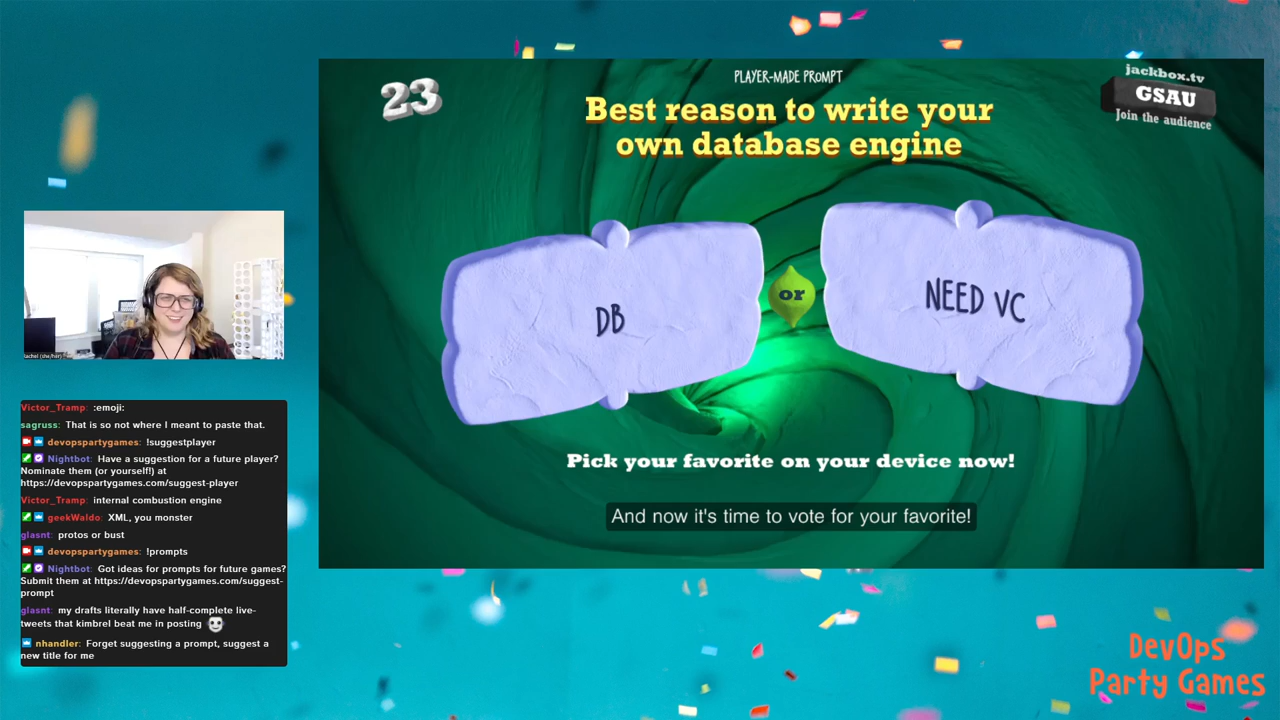 PLAYER-MADE PROMPT
23
Best reason to write your
own database engine
jackbox.tv
GSAU
Join the audience
DB
or
NEED VC
Pick your favorite on your device now!
And now it's time to vote for your favorite!
Victor_Tramp: :emoji:
sagruss: That is so not where I meant to paste that.
devopspartygames: !suggestplayer
Nightbot: Have a suggestion for a future player?
Nominate them (or yourself!) at
https://devopspartygames.com/suggest-player
Victor_Tramp: internal combustion engine
geekWaldo: XML, you monster
glasnt: protos or bust
devopspartygames: !prompts
Nightbot: Got ideas for prompts for future games?
Submit them at https://devopspartygames.com/suggest-
prompt
glasnt: my drafts literally have half-complete live-
tweets that kimbrel beat me in posting
nhandler: Forget suggesting a prompt, suggest a
new title for me
DevOps
Party Games